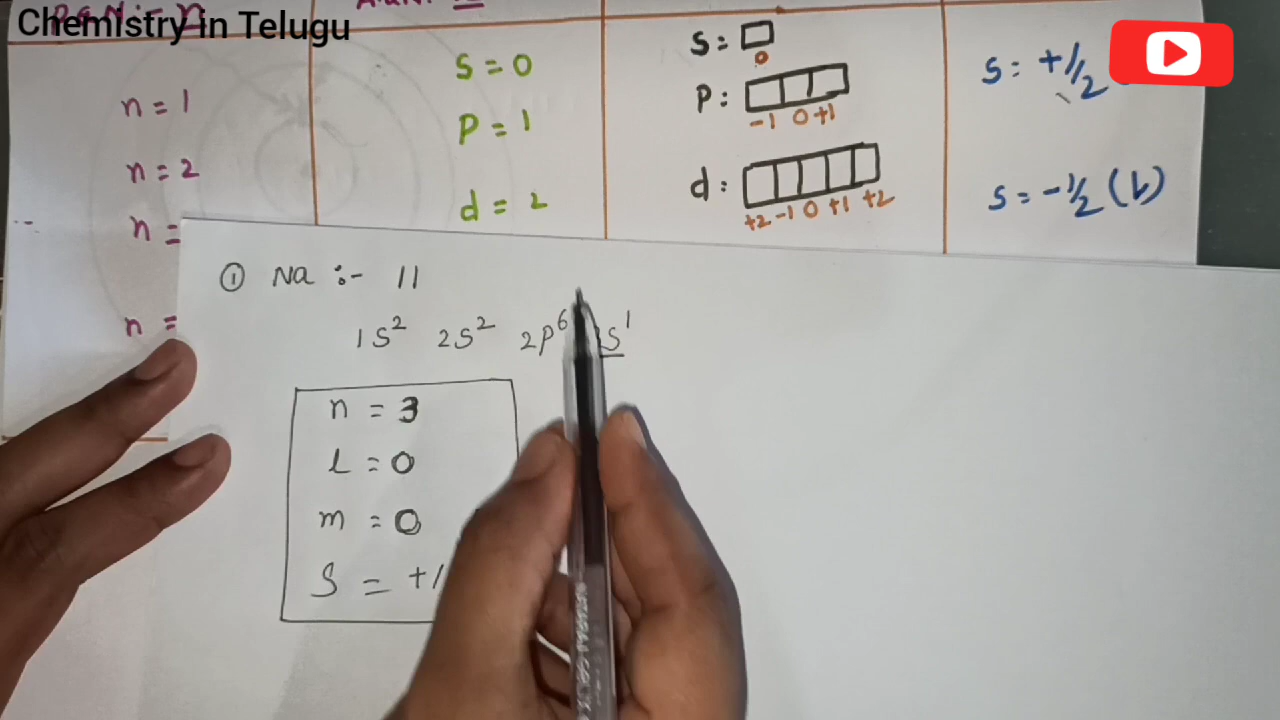 Chemistry in Telugu
n = 1
n = 2
n =
n =
s = 0
p = 1
d = 2
s: 0
p: -1 0 +1
d: +2 -1 0 +1 +2
s: +1/2
s = -1/2 (↓)
① Na :- 11
1s² 2s² 2p⁶ s¹
n = 3
l = 0
m = 0
S = +1